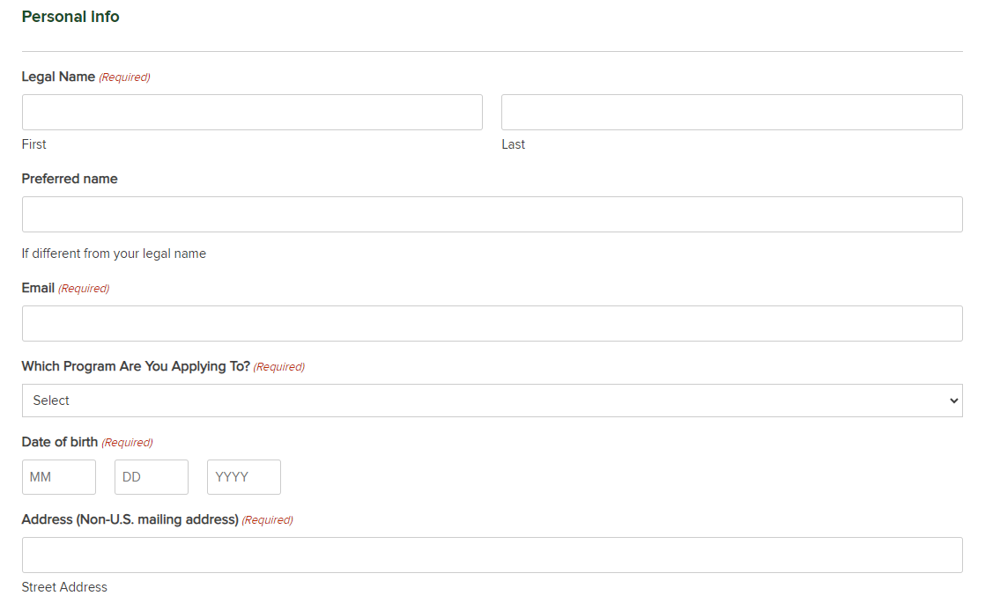 Personal Info
Legal Name (Required)
First Last
Preferred name
If different from your legal name
Email (Required)
Which Program Are You Applying To? (Required)
Select
Date of birth (Required)
MM DD YYYY
Address (Non-U.S. mailing address) (Required)
Street Address